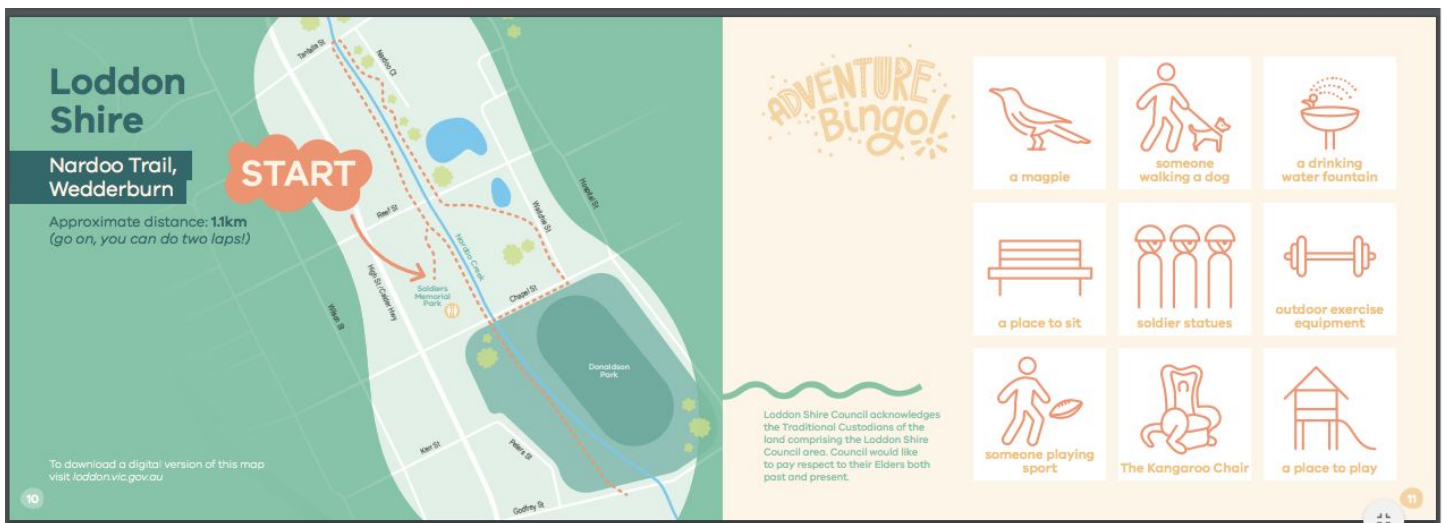 Loddon
Shire
Nardoo Trail,
Wedderburn
Approximate distance: 1.1km
(go on, you can do two laps!)
START
Tantalla St
Nardoo Ct
Reef St
High St / Calder Hwy
Wilson St
Nardoo Creek
Wattytree St
Hospital St
Soldiers
Memorial
Park
Chapel St
Donaldson
Park
Kerr St
Peters St
Godfrey St
To download a digital version of this map
visit loddon.vic.gov.au
10
ADVENTURE
Bingo!
a magpie
someone
walking a dog
a drinking
water fountain
a place to sit
soldier statues
outdoor exercise
equipment
someone playing
sport
The Kangaroo Chair
a place to play
Loddon Shire Council acknowledges
the Traditional Custodians of the
land comprising the Loddon Shire
Council area. Council would like
to pay respect to their Elders both
past and present.
11